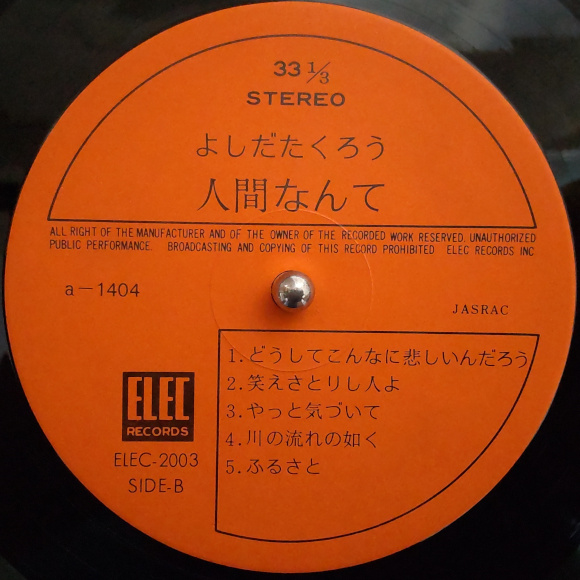 33 1/3
STEREO
よしだたくろう
人間なんて
ALL RIGHT OF THE MANUFACTURER AND OF THE OWNER OF THE RECORDED WORK RESERVED. UNAUTHORIZED
PUBLIC PERFORMANCE. BROADCASTING AND COPYING OF THIS RECORD PROHIBITED ELEC RECORDS INC
a-1404
JASRAC
1.どうしてこんなに悲しいんだろう
2.笑えさとりし人よ
3.やっと気づいて
4.川の流れの如く
5.ふるさと
ELEC
RECORDS
ELEC-2003
SIDE-B